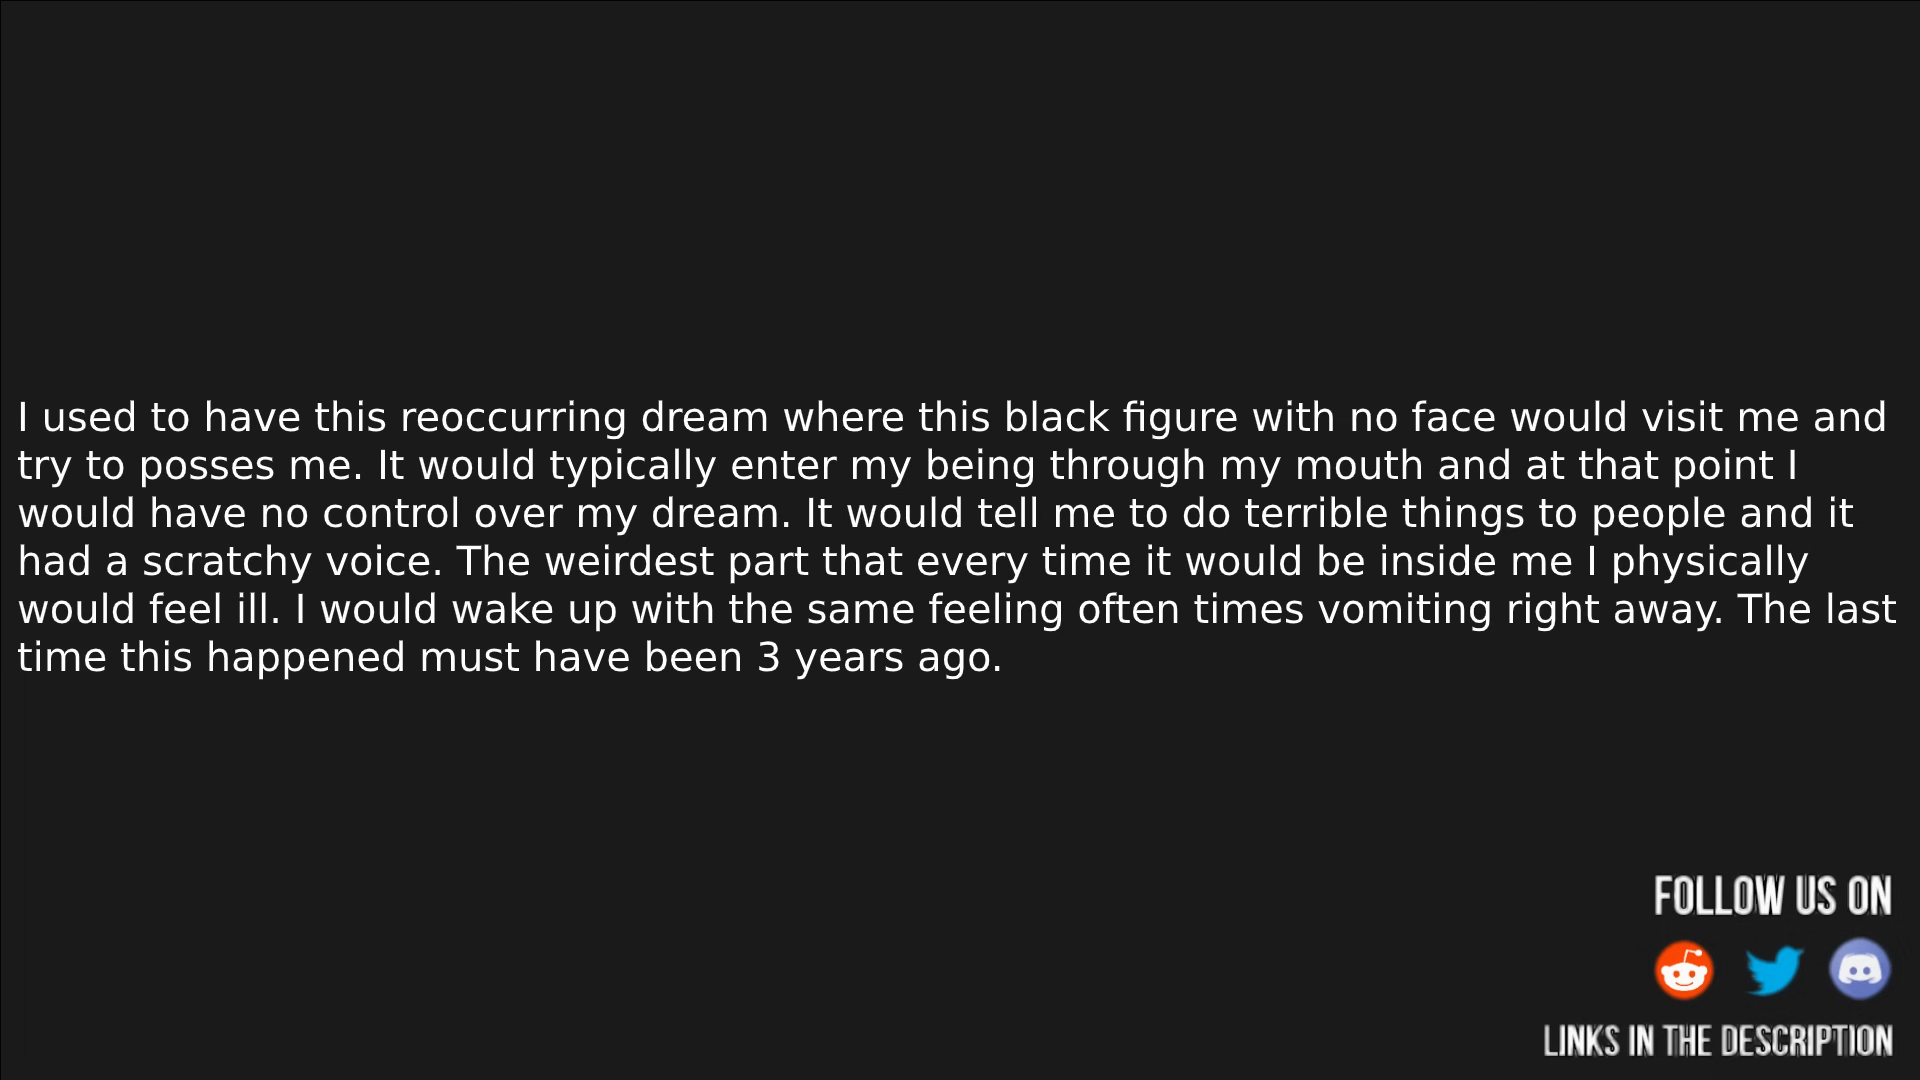 I used to have this reoccurring dream where this black figure with no face would visit me and
try to posses me. It would typically enter my being through my mouth and at that point I
would have no control over my dream. It would tell me to do terrible things to people and it
had a scratchy voice. The weirdest part that every time it would be inside me I physically
would feel ill. I would wake up with the same feeling often times vomiting right away. The last
time this happened must have been 3 years ago.
FOLLOW US ON
LINKS IN THE DESCRIPTION